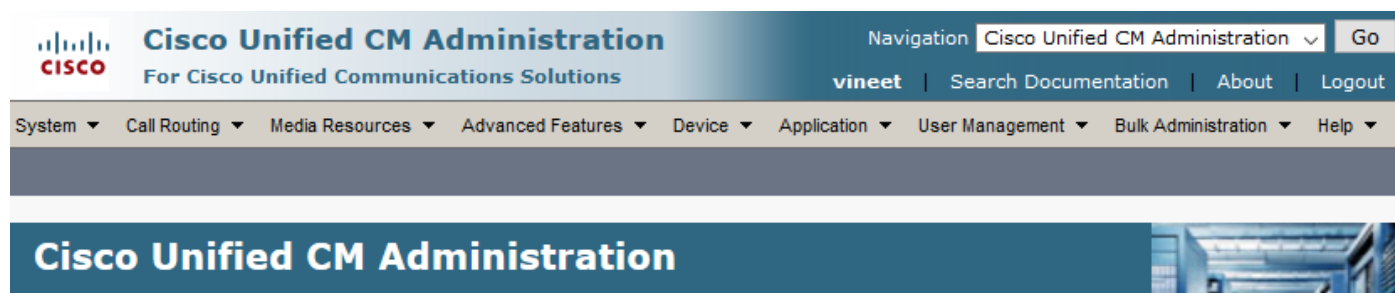 CISCO
Cisco Unified CM Administration
For Cisco Unified Communications Solutions
Navigation Cisco Unified CM Administration Go
vineet | Search Documentation | About | Logout
System Call Routing Media Resources Advanced Features Device Application User Management Bulk Administration Help
Cisco Unified CM Administration